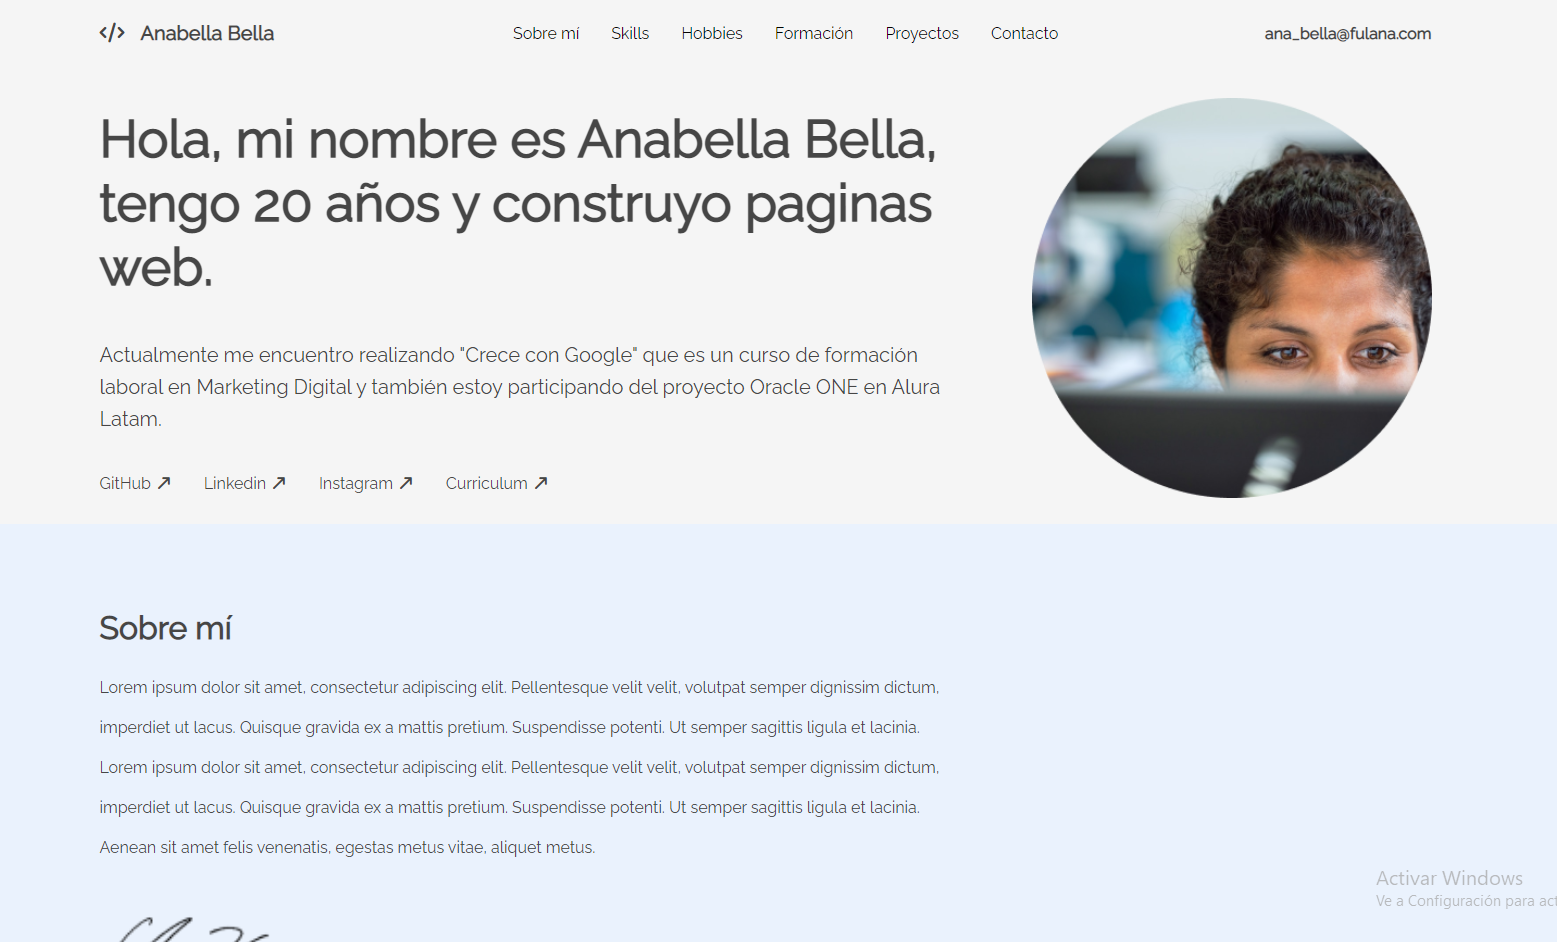 </> Anabella Bella
Sobre mí Skills Hobbies Formación Proyectos Contacto
ana_bella@fulana.com
Hola, mi nombre es Anabella Bella,
tengo 20 años y construyo paginas
web.
Actualmente me encuentro realizando "Crece con Google" que es un curso de formación
laboral en Marketing Digital y también estoy participando del proyecto Oracle ONE en Alura
Latam.
GitHub Linkedin Instagram Curriculum
Sobre mí
Lorem ipsum dolor sit amet, consectetur adipiscing elit. Pellentesque velit velit, volutpat semper dignissim dictum,
imperdiet ut lacus. Quisque gravida ex a mattis pretium. Suspendisse potenti. Ut semper sagittis ligula et lacinia.
Lorem ipsum dolor sit amet, consectetur adipiscing elit. Pellentesque velit velit, volutpat semper dignissim dictum,
imperdiet ut lacus. Quisque gravida ex a mattis pretium. Suspendisse potenti. Ut semper sagittis ligula et lacinia.
Aenean sit amet felis venenatis, egestas metus vitae, aliquet metus.
Activar Windows
Ve a Configuración para act